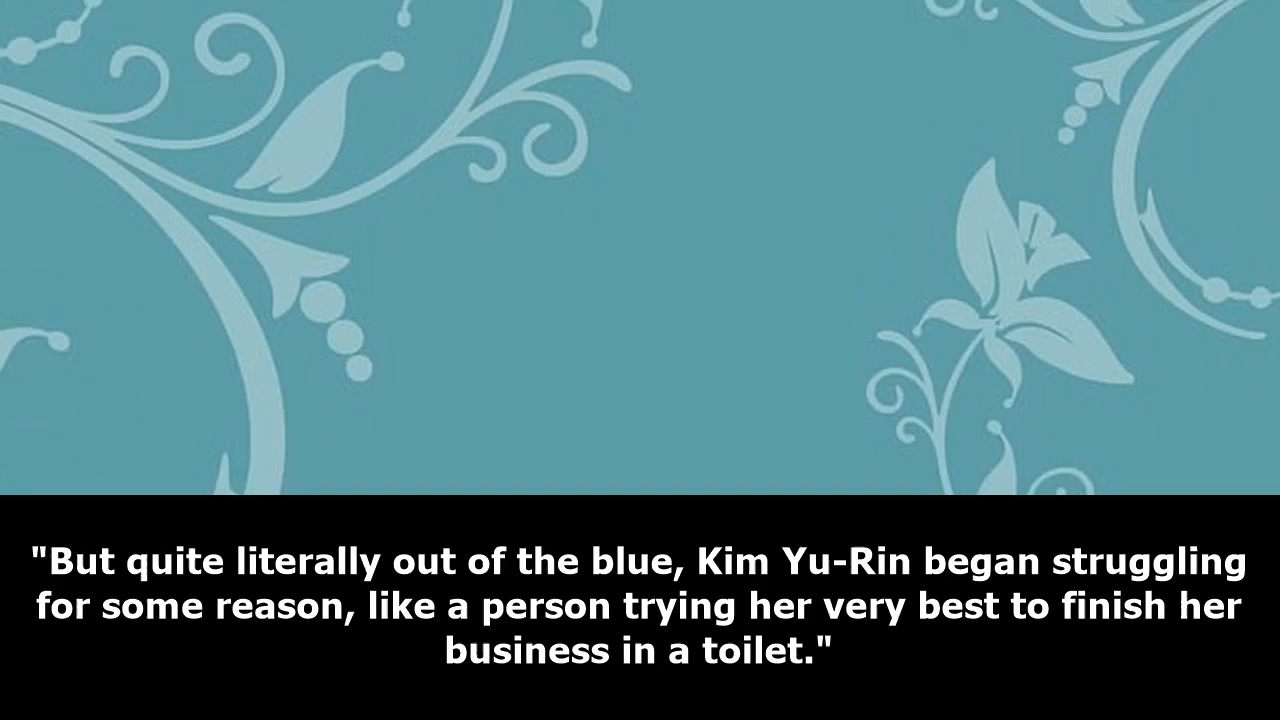 "But quite literally out of the blue, Kim Yu-Rin began struggling
for some reason, like a person trying her very best to finish her
business in a toilet."